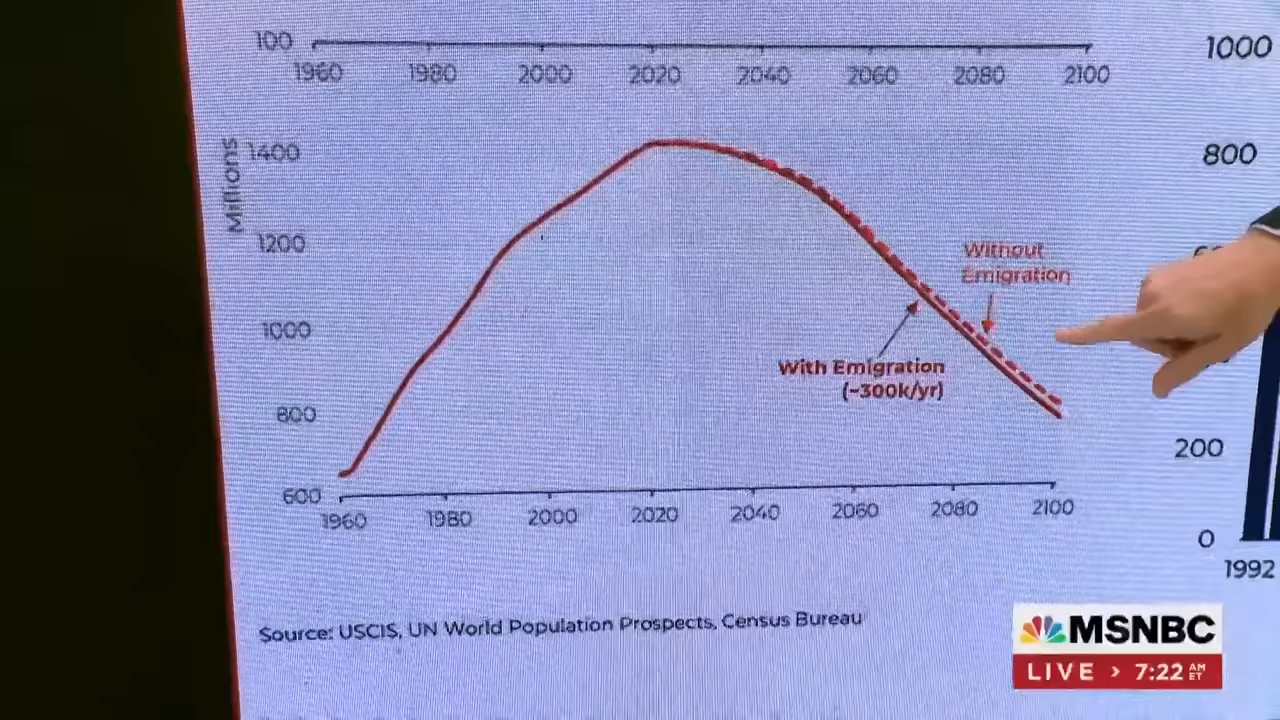 100
1960 1980 2000 2020 2040 2060 2080 2100
1000
Millions
1400
1200
1000
800
600
Without
Emigration
With Emigration
(~300k/yr)
1960 1980 2000 2020 2040 2060 2080 2100
800
200
0
1992
Source: USCIS, UN World Population Prospects, Census Bureau
MSNBC
LIVE > 7:22 AM ET